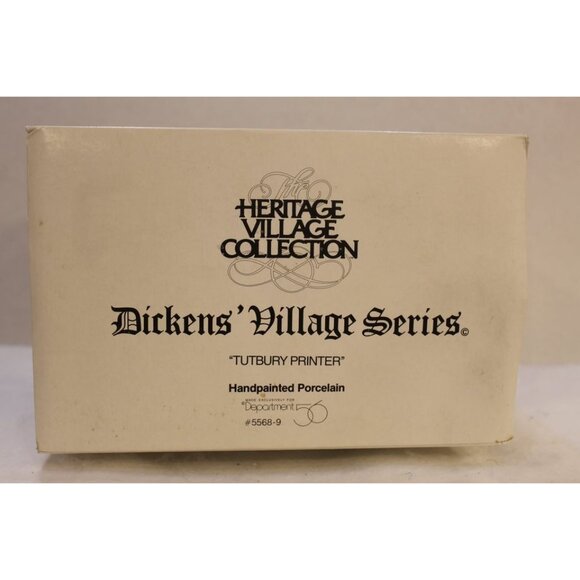 The
HERITAGE
VILLAGE
COLLECTION
Dickens' Village Series©
"TUTBURY PRINTER"
Handpainted Porcelain
MADE EXCLUSIVELY FOR
©Department 56
#5568-9